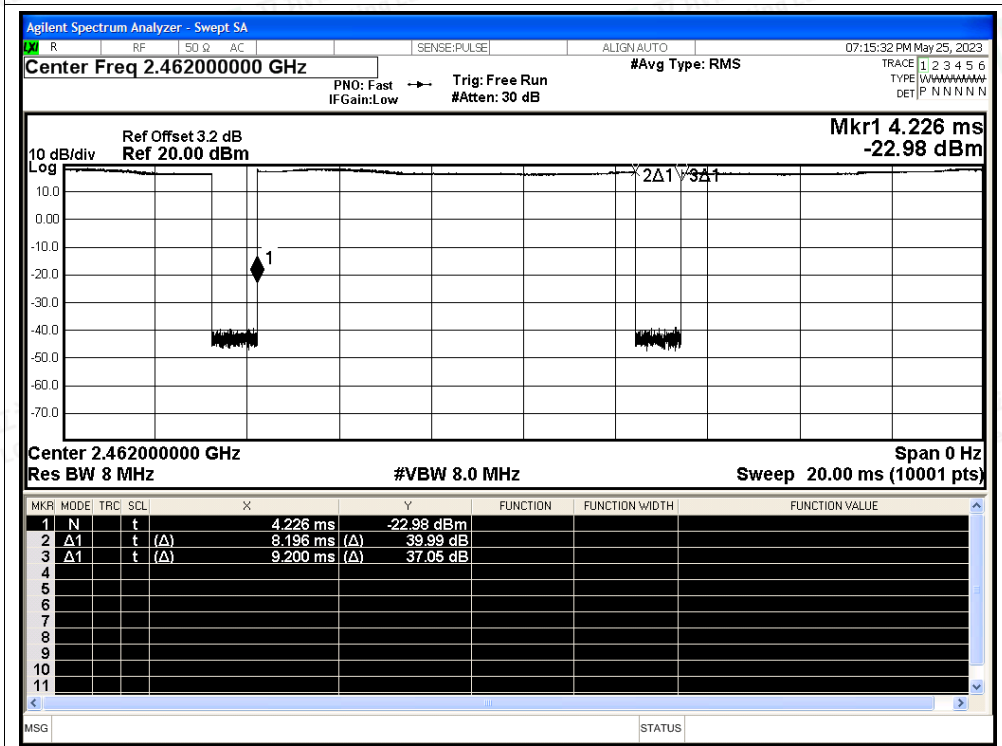 Agilent Spectrum Analyzer - Swept SA
LXI R RF 50 Ω AC SENSE:PULSE ALIGN AUTO 07:15:32 PM May 25, 2023
Center Freq 2.462000000 GHz #Avg Type: RMS TRACE 1 2 3 4 5 6
PNO: Fast Trig: Free Run TYPE
IFGain:Low #Atten: 30 dB DET P N N N N N
Mkr1 4.226 ms
Ref Offset 3.2 dB
10 dB/div Ref 20.00 dBm -22.98 dBm
Log
2Δ1 3Δ1
10.0
0.00
-10.0
1
-20.0
-30.0
-40.0
-50.0
-60.0
-70.0
Center 2.462000000 GHz Span 0 Hz
Res BW 8 MHz #VBW 8.0 MHz Sweep 20.00 ms (10001 pts)
MKR MODE TRC SCL X Y FUNCTION FUNCTION WIDTH FUNCTION VALUE
1 N t 4.226 ms -22.98 dBm
2 Δ1 t (Δ) 8.196 ms (Δ) 39.99 dB
3 Δ1 t (Δ) 9.200 ms (Δ) 37.05 dB
4
5
6
7
8
9
10
11
MSG STATUS